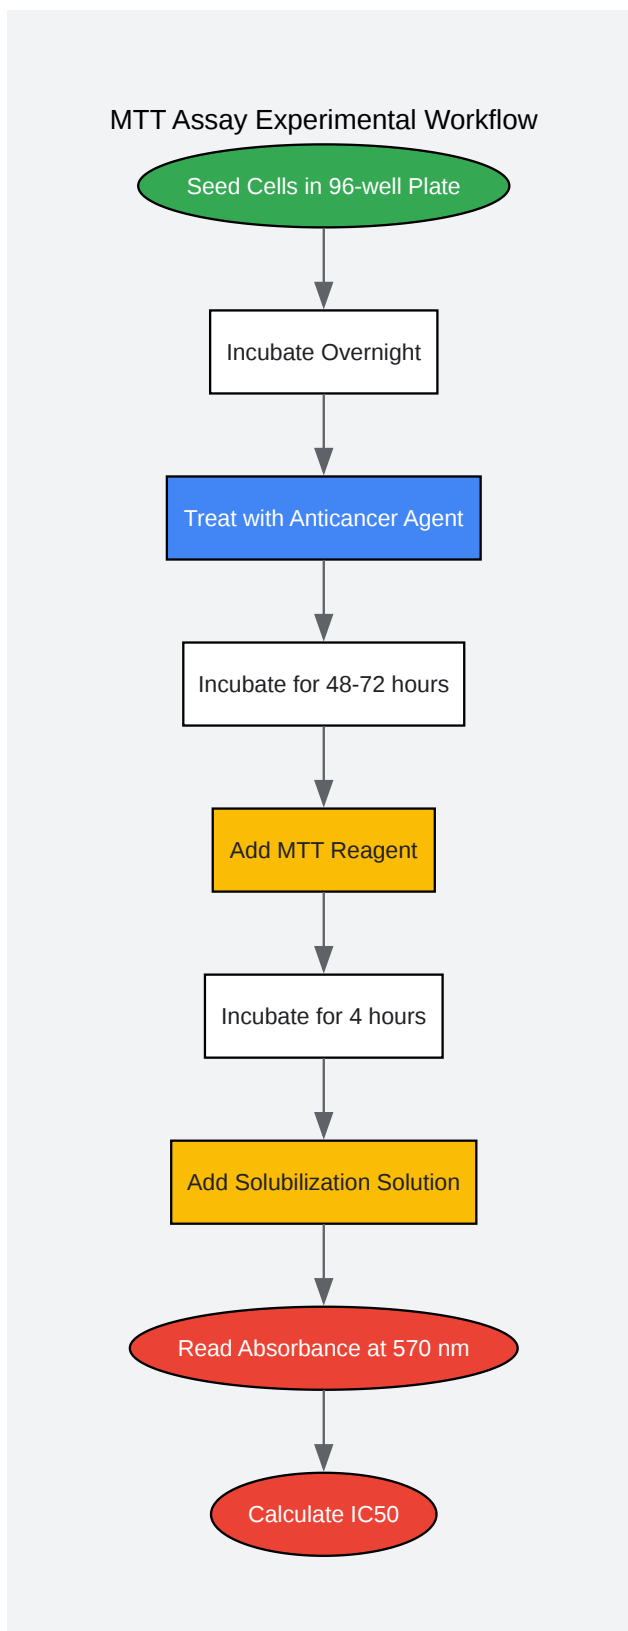 MTT Assay Experimental Workflow
Seed Cells in 96-well Plate
Incubate Overnight
Treat with Anticancer Agent
Incubate for 48-72 hours
Add MTT Reagent
Incubate for 4 hours
Add Solubilization Solution
Read Absorbance at 570 nm
Calculate IC50